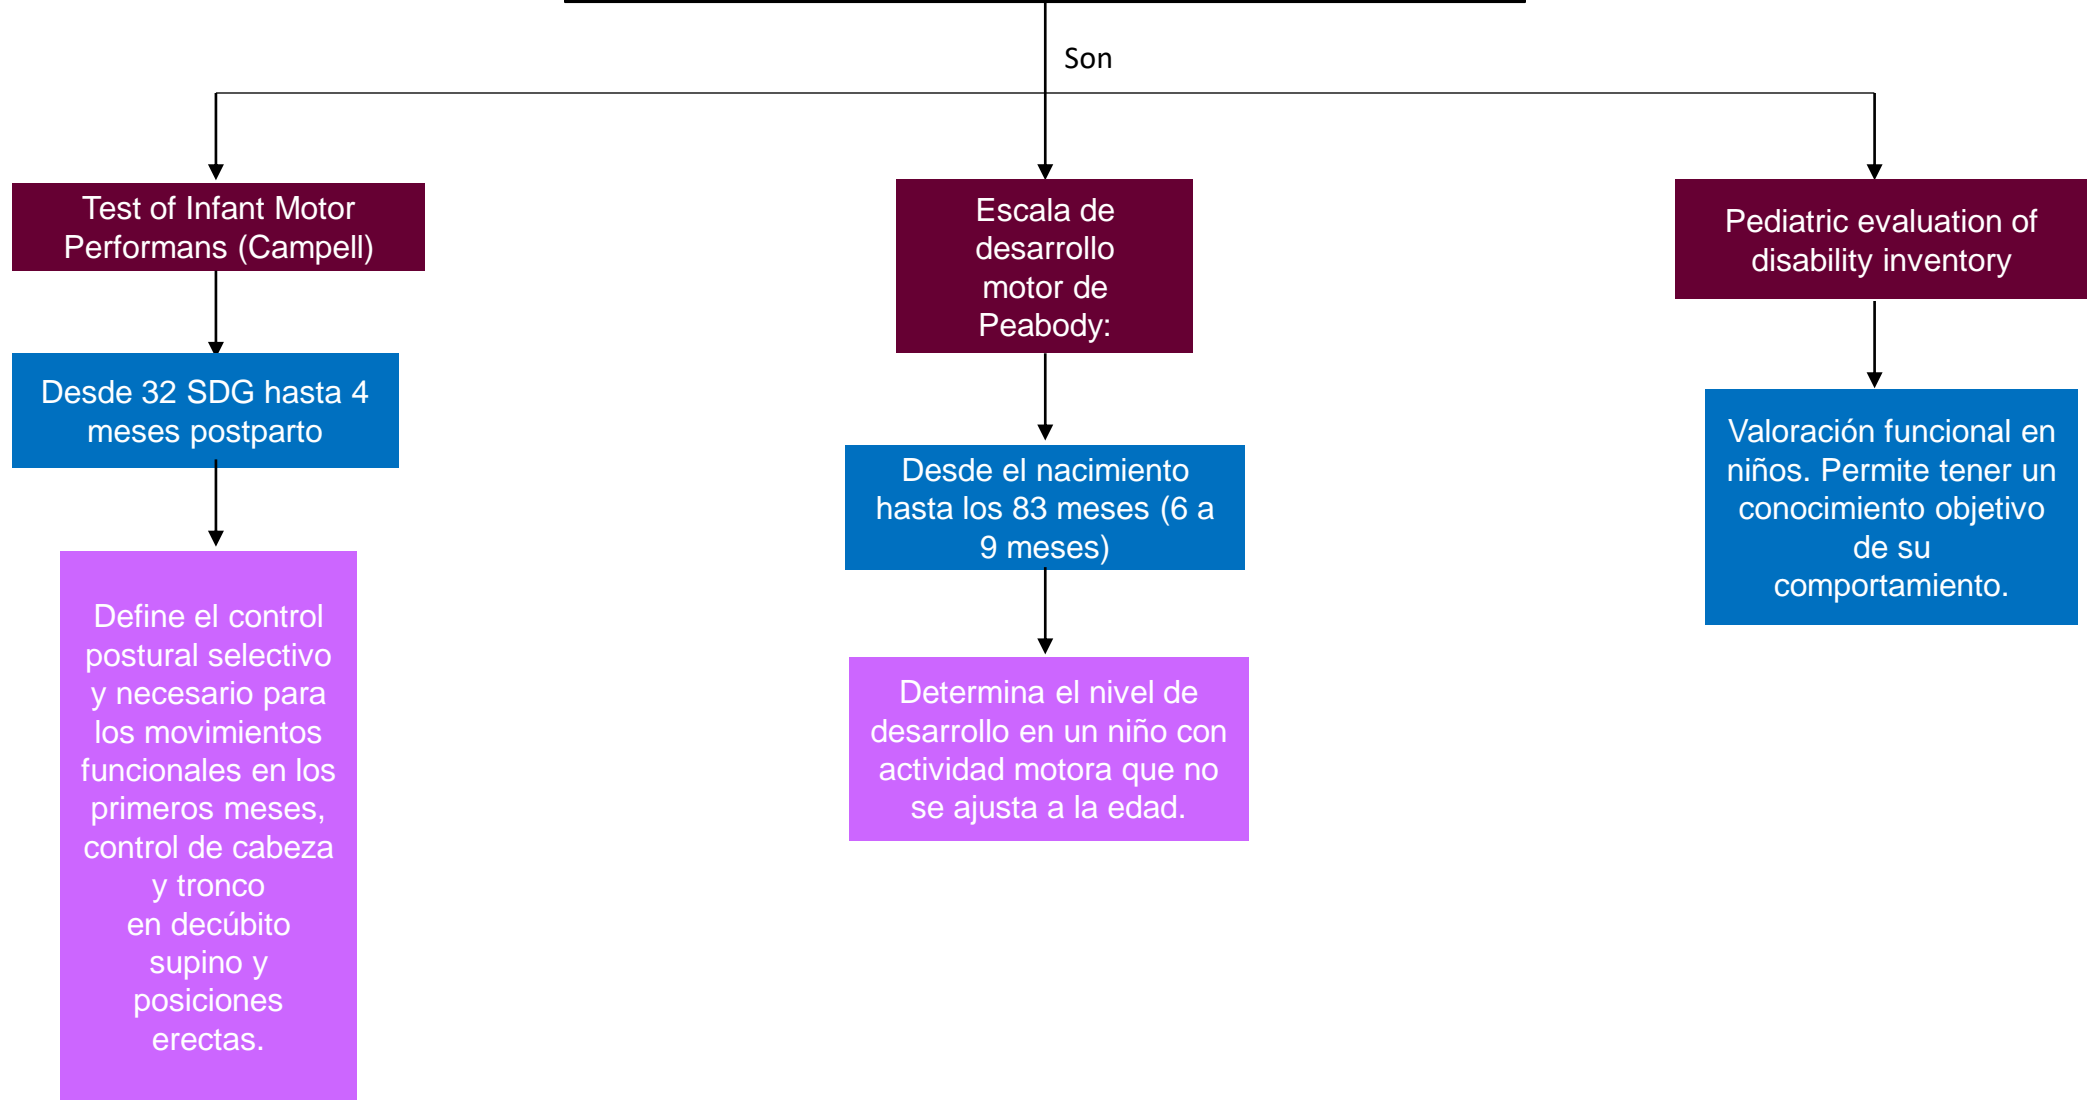 Son
Test of Infant Motor
Performans (Campell)
Desde 32 SDG hasta 4
meses postparto
Define el control
postural selectivo
y necesario para
los movimientos
funcionales en los
primeros meses,
control de cabeza
y tronco
en decúbito
supino y
posiciones
erectas.
Escala de
desarrollo
motor de
Peabody:
Desde el nacimiento
hasta los 83 meses (6 a
9 meses)
Determina el nivel de
desarrollo en un niño con
actividad motora que no
se ajusta a la edad.
Pediatric evaluation of
disability inventory
Valoración funcional en
niños. Permite tener un
conocimiento objetivo
de su
comportamiento.